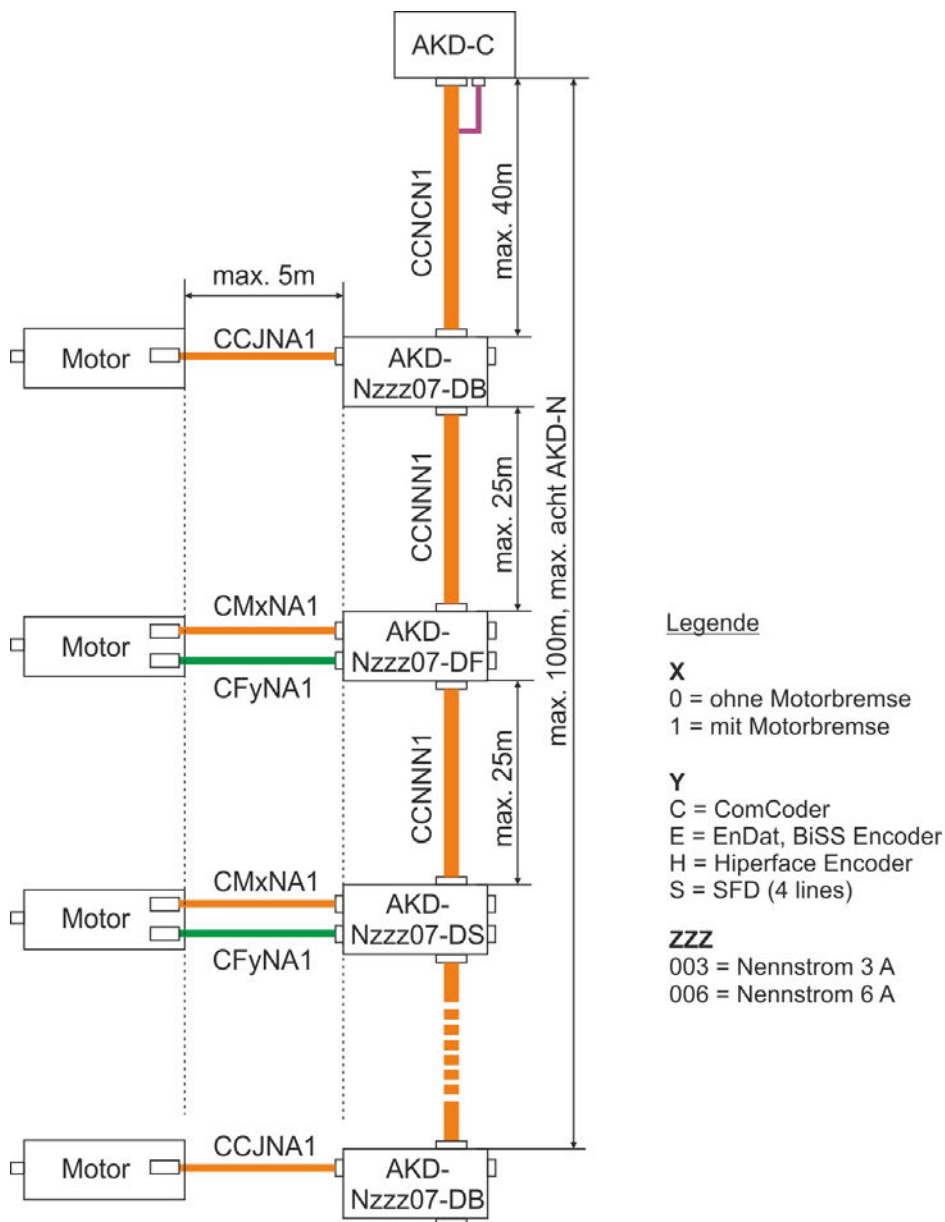 AKD-C
CCNCN1
max. 40m
max. 5m
CCJNA1
Motor
AKD-
Nzzz07-DB
max. 100m, max. acht AKD-N
CCNNN1
max. 25m
CMxNA1
Motor
CFyNA1
AKD-
Nzzz07-DF
CCNNN1
max. 25m
CMxNA1
Motor
CFyNA1
AKD-
Nzzz07-DS
CCJNA1
Motor
AKD-
Nzzz07-DB
Legende
X
0 = ohne Motorbremse
1 = mit Motorbremse
Y
C = ComCoder
E = EnDat, BiSS Encoder
H = Hiperface Encoder
S = SFD (4 lines)
ZZZ
003 = Nennstrom 3 A
006 = Nennstrom 6 A